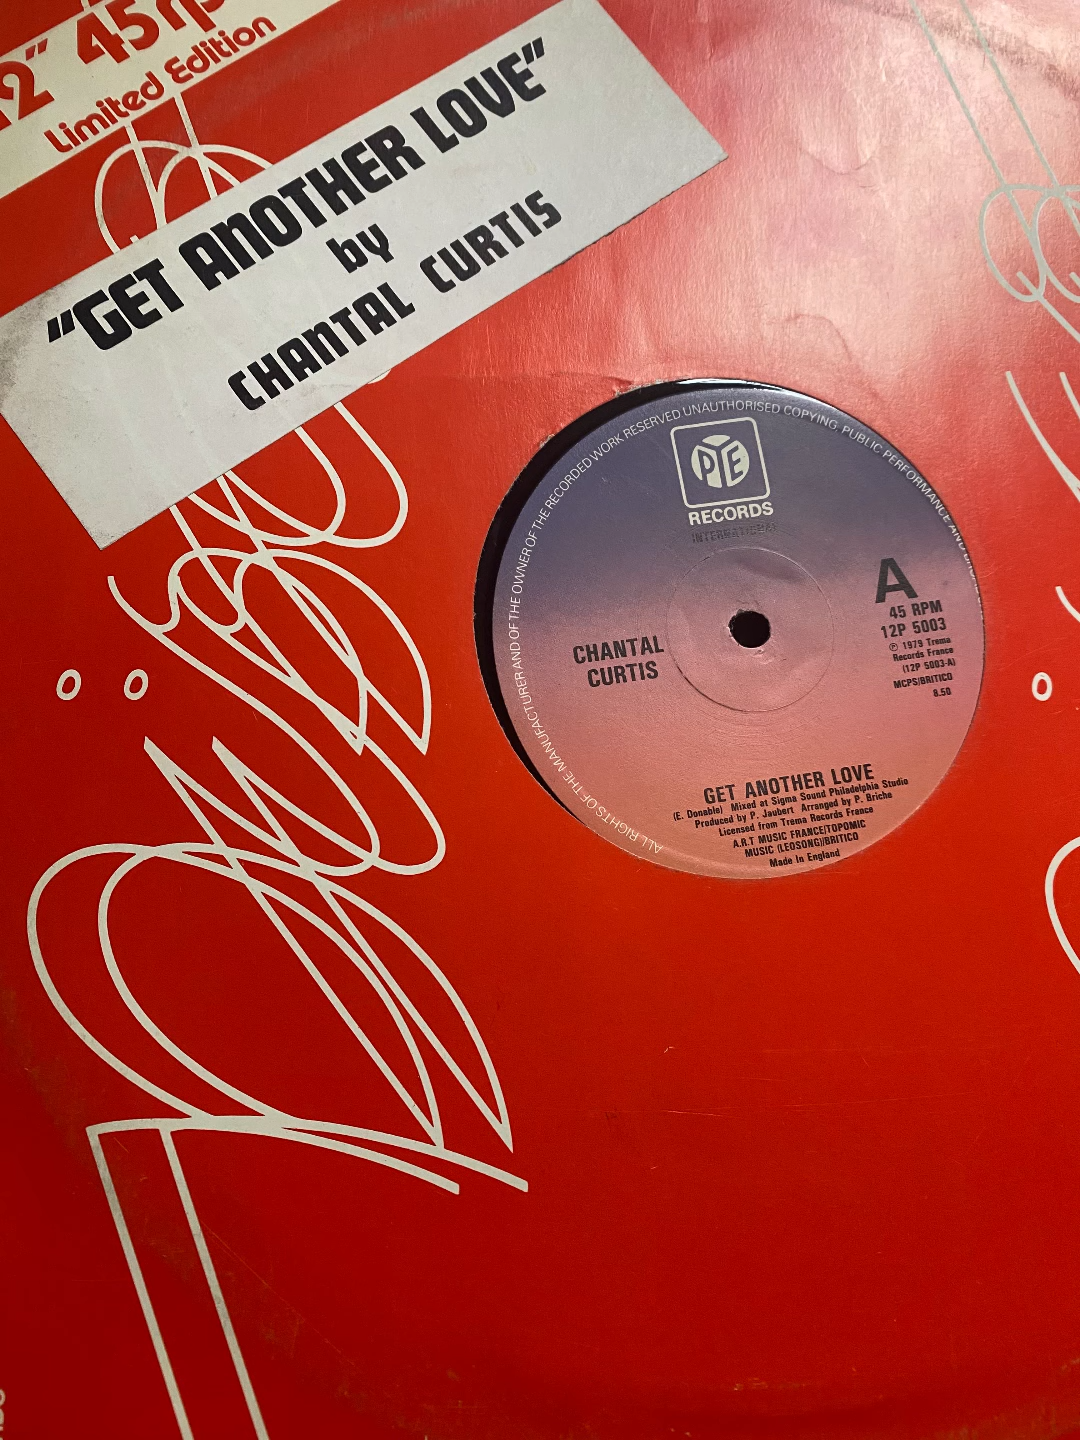 12" 45 rp
Limited Edition
"GET ANOTHER LOVE"
by
CHANTAL CURTIS
ALL RIGHTS OF THE MANUFACTURER AND OF THE OWNER OF THE RECORDED WORK RESERVED UNAUTHORISED COPYING, PUBLIC PERFORMANCE AND
PYE
RECORDS
INTERNATIONAL
A
45 RPM
12P 5003
℗ 1979 Trema
Records France
(12P 5003-A)
MCPS/BRITICO
8.50
CHANTAL
CURTIS
GET ANOTHER LOVE
(E. Donable) Mixed at Sigma Sound Philadelphia Studio
Produced by P. Jaubert Arranged by P. Briche
Licensed from Trema Records France
A.R.T MUSIC FRANCE/TOPOMIC
MUSIC (LEOSONG)/BRITICO
Made in England